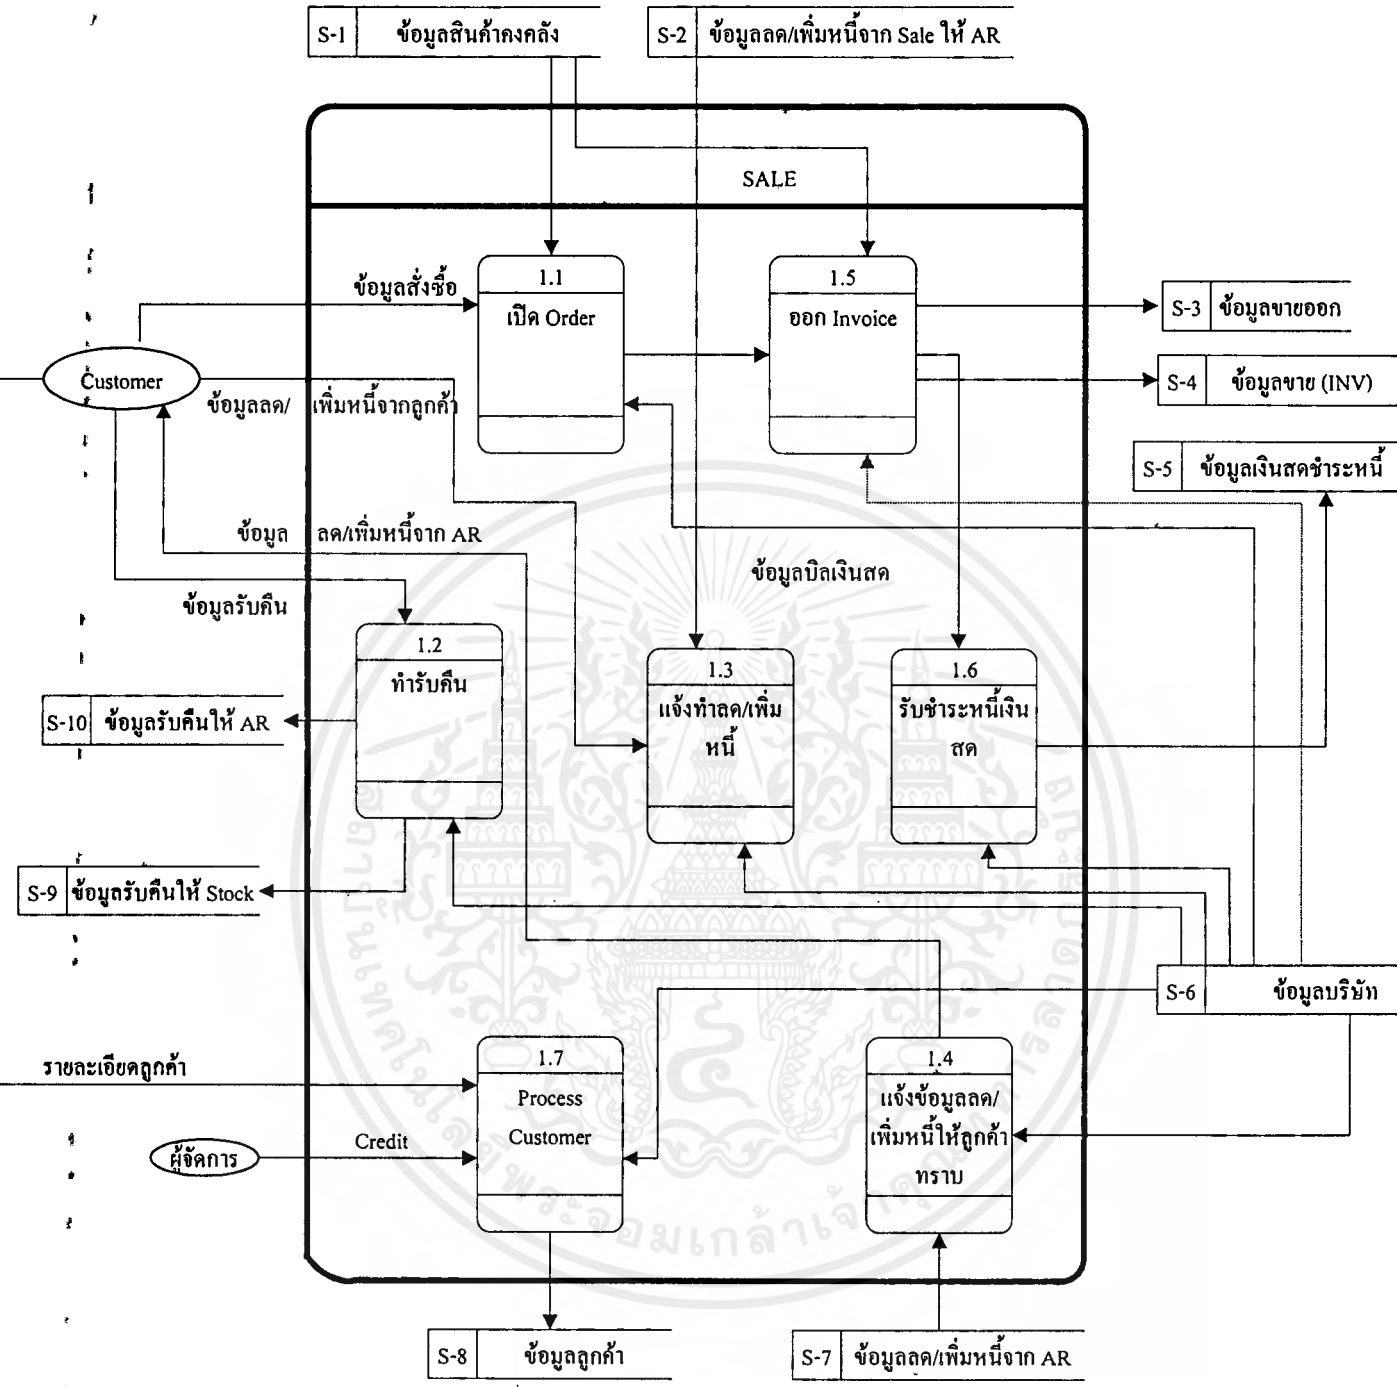 S-1 ข้อมูลสินค้าคงคลัง
S-2 ข้อมูลลด/เพิ่มหนี้จาก Sale ให้ AR
SALE
1.1
เปิด Order
1.5
ออก Invoice
ข้อมูลสั่งซื้อ
S-3 ข้อมูลขายออก
Customer
S-4 ข้อมูลขาย (INV)
ข้อมูลลด/ เพิ่มหนี้จากลูกค้า
S-5 ข้อมูลเงินสดชำระหนี้
ข้อมูล ลด/เพิ่มหนี้จาก AR
ข้อมูลบิลเงินสด
ข้อมูลรับคืน
1.2
ทำรับคืน
1.3
แจ้งทำลด/เพิ่ม
หนี้
1.6
รับชำระหนี้เงิน
สด
S-10 ข้อมูลรับคืนให้ AR
S-9 ข้อมูลรับคืนให้ Stock
S-6 ข้อมูลบริษัท
รายละเอียดลูกค้า
1.7
Process
Customer
1.4
แจ้งข้อมูลลด/
เพิ่มหนี้ให้ลูกค้า
ทราบ
Credit
ผู้จัดการ
S-8 ข้อมูลลูกค้า
S-7 ข้อมูลลด/เพิ่มหนี้จาก AR